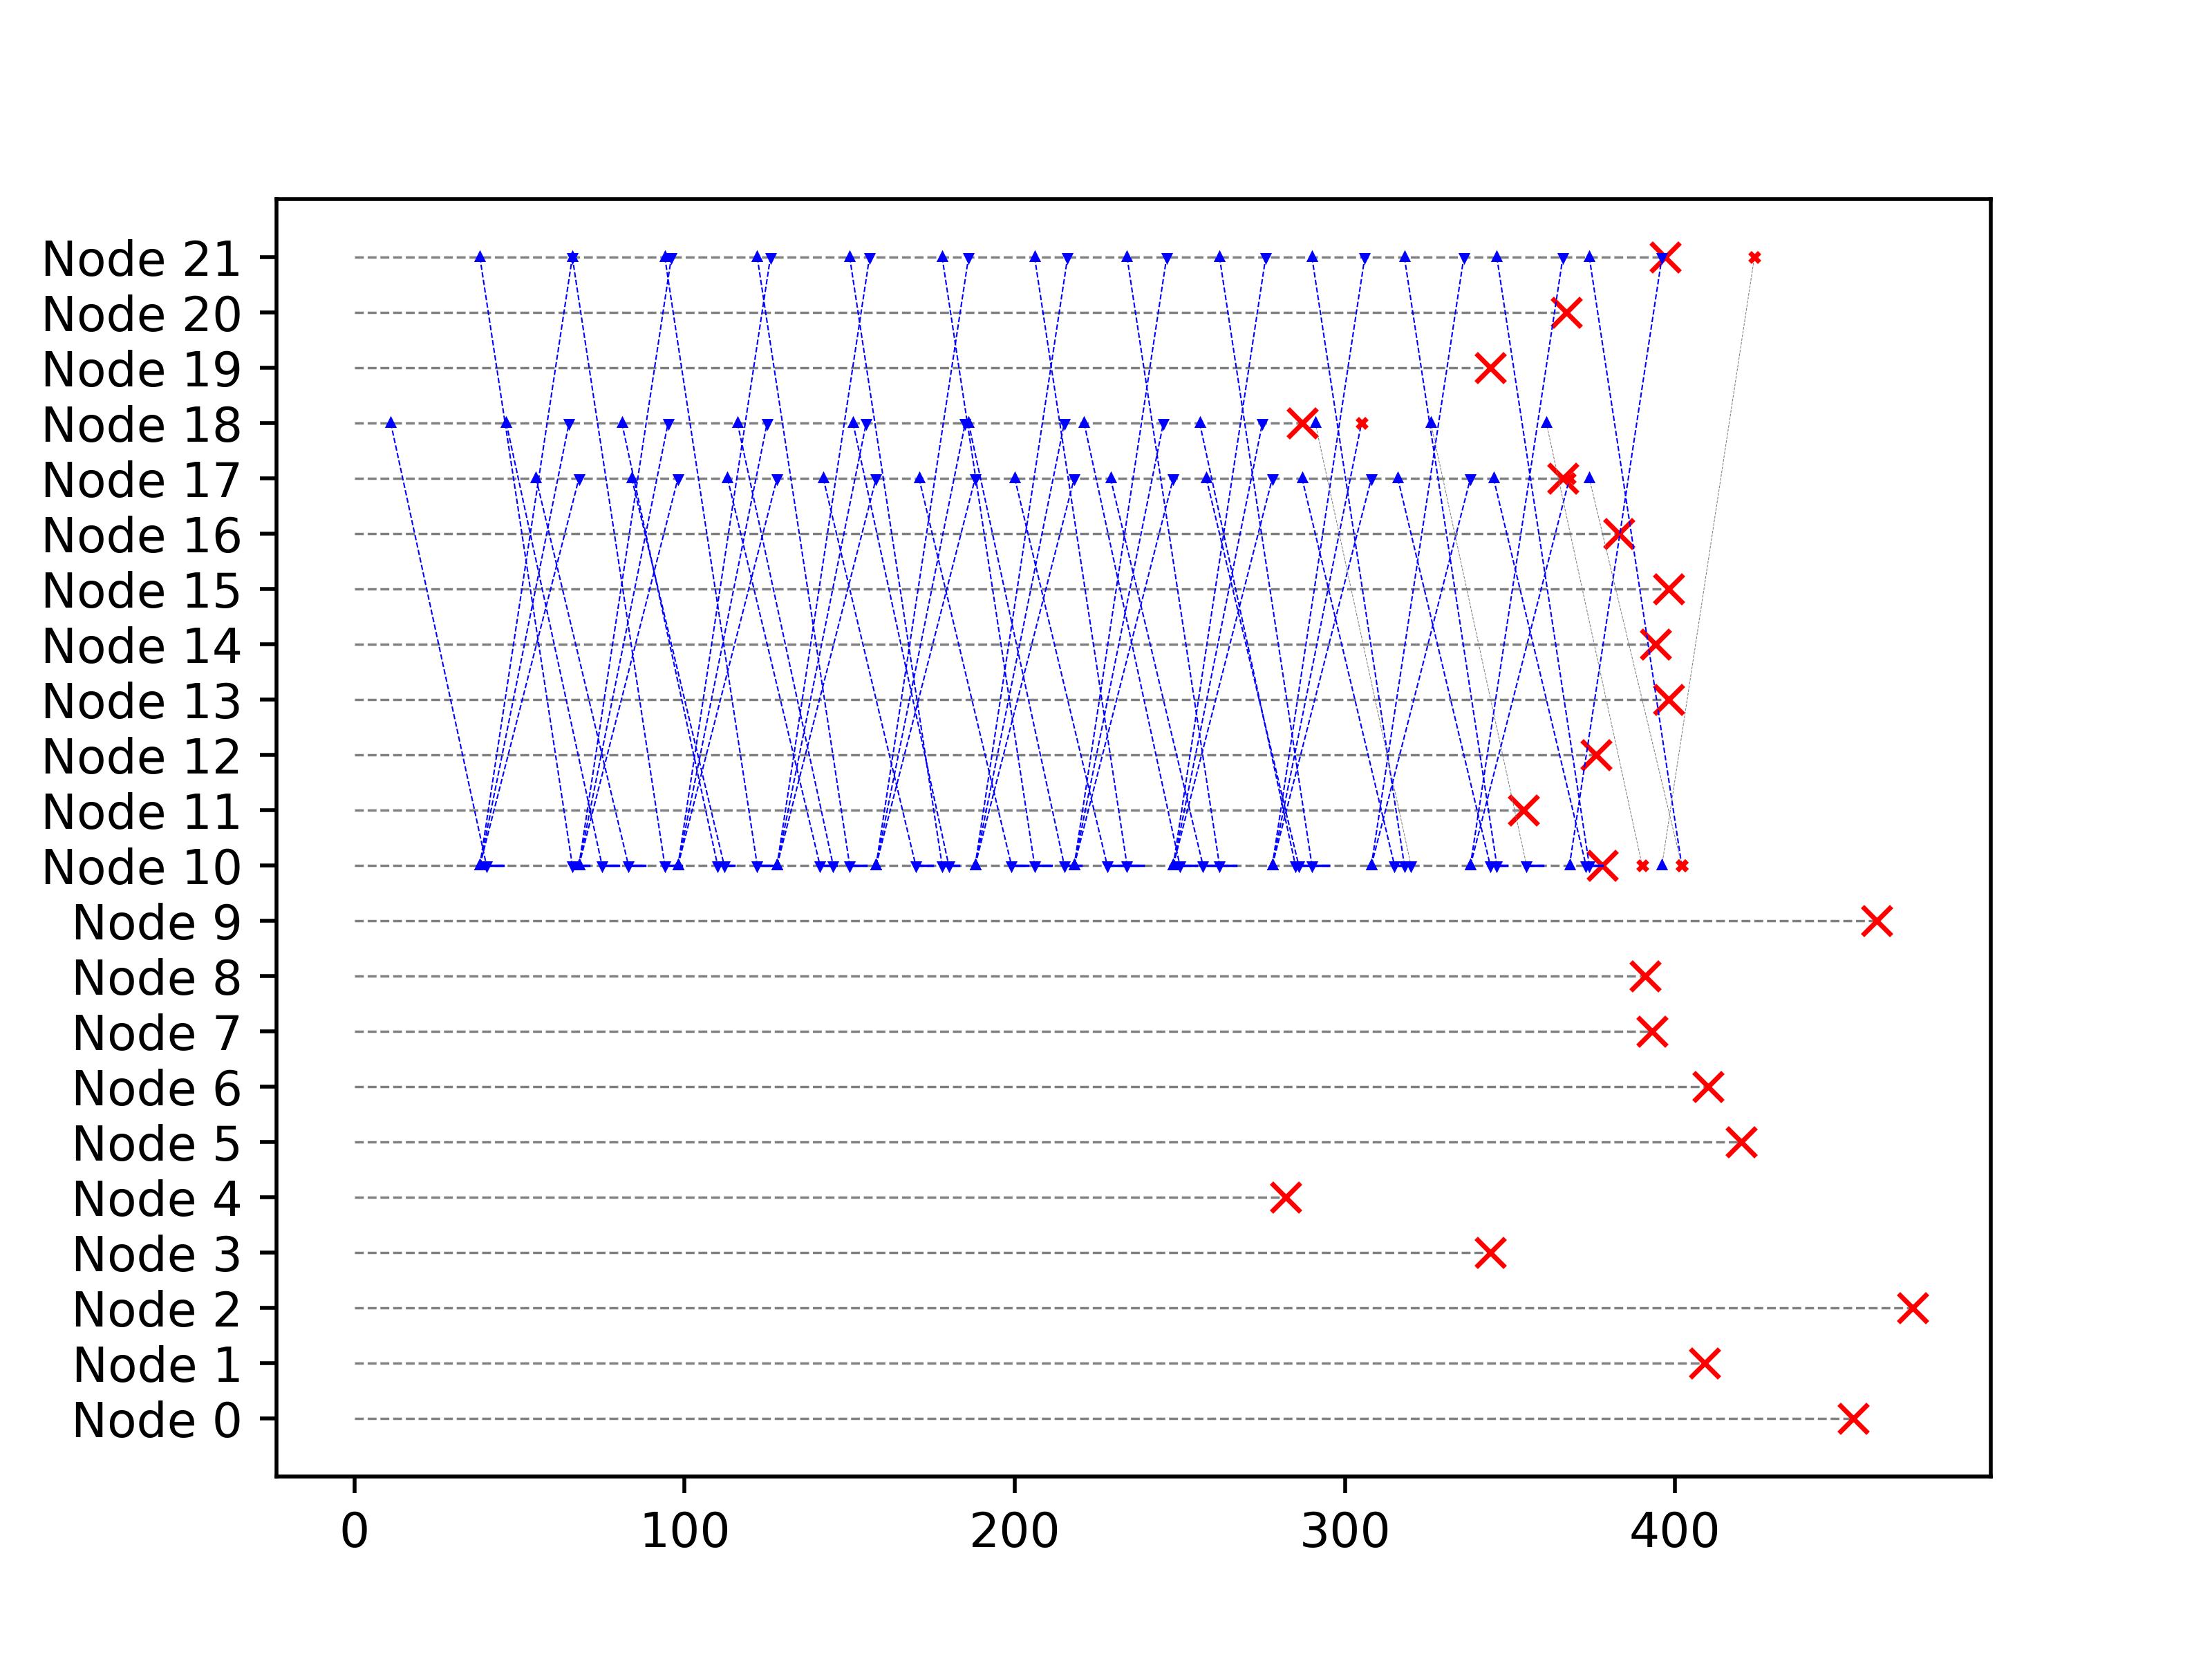 Node 21
Node 20
Node 19
Node 18
Node 17
Node 16
Node 15
Node 14
Node 13
Node 12
Node 11
Node 10
Node 9
Node 8
Node 7
Node 6
Node 5
Node 4
Node 3
Node 2
Node 1
Node 0
0 100 200 300 400